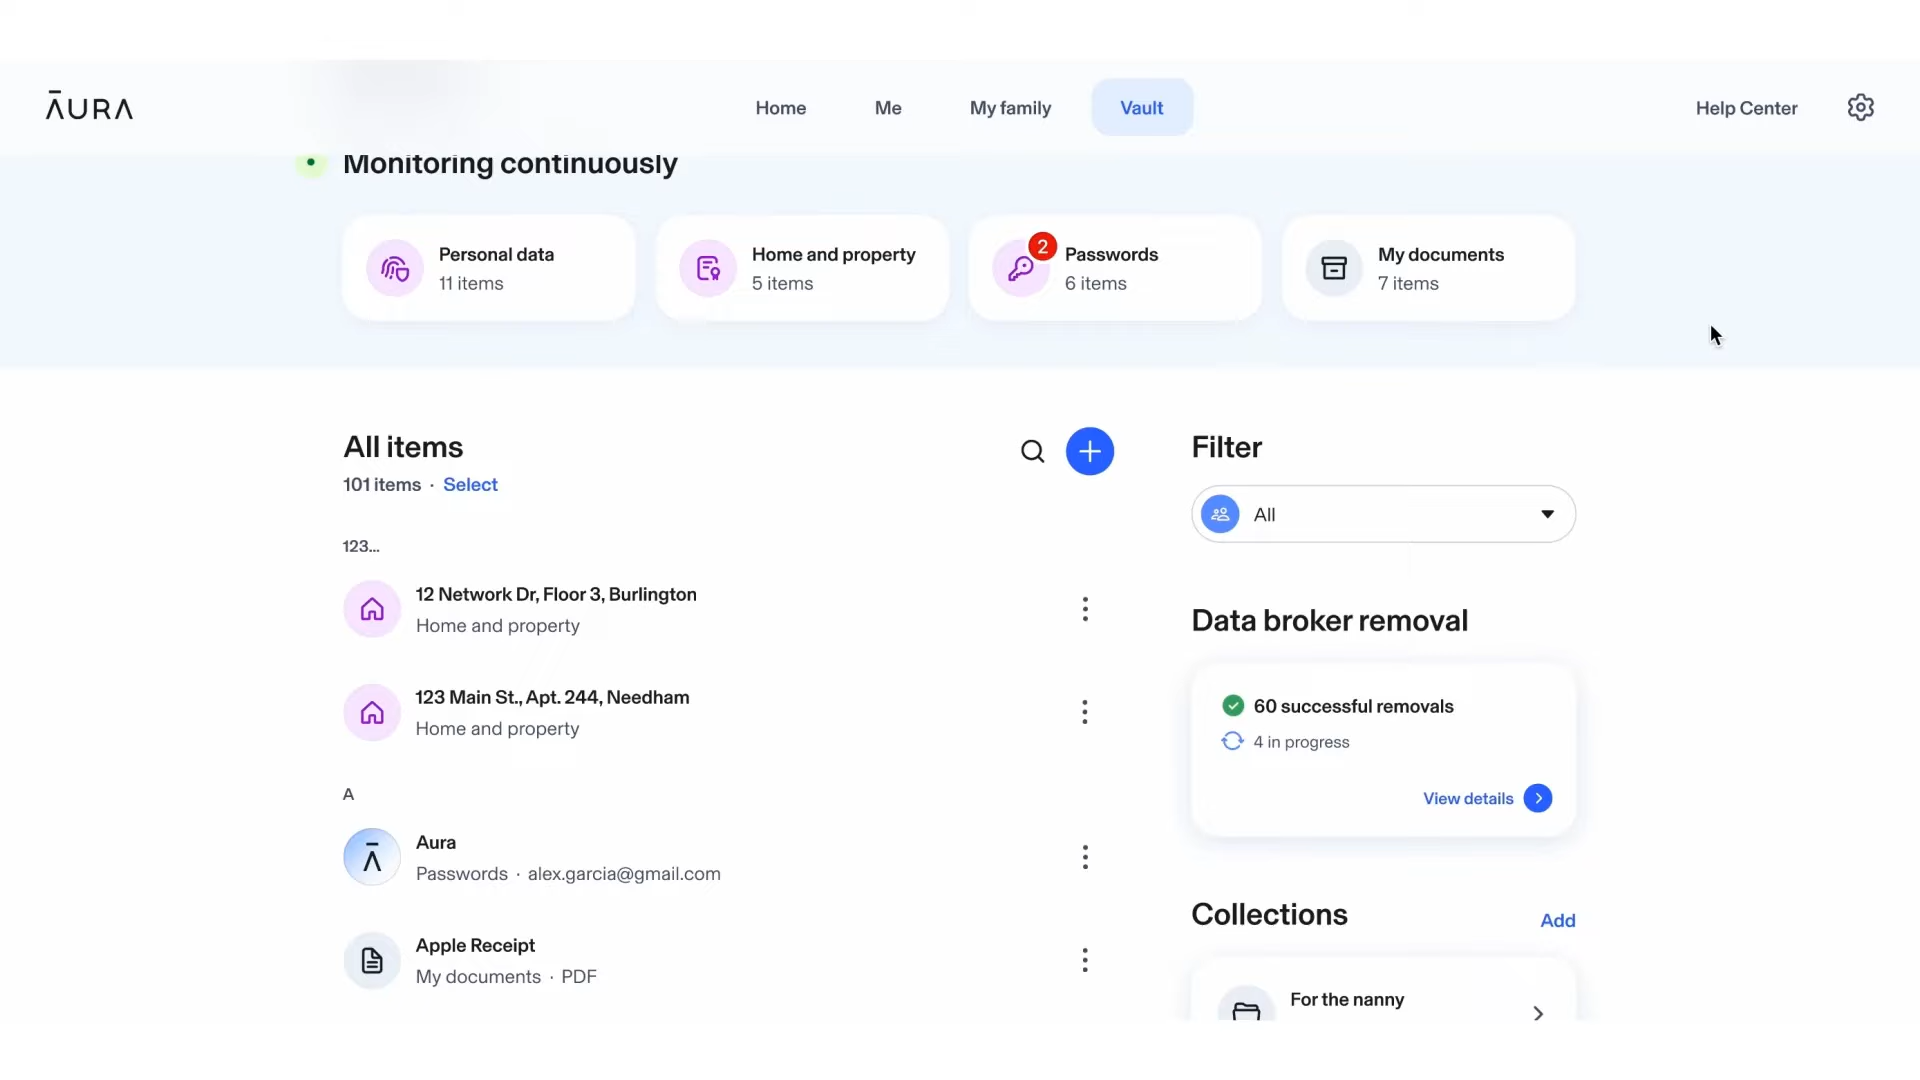 ĀURA
Home
Me
My family
Vault
Help Center
Monitoring continuously
Personal data
11 items
Home and property
5 items
2
Passwords
6 items
My documents
7 items
All items
101 items · Select
123...
12 Network Dr, Floor 3, Burlington
Home and property
123 Main St., Apt. 244, Needham
Home and property
A
Ā
Aura
Passwords · alex.garcia@gmail.com
Apple Receipt
My documents · PDF
Filter
All
Data broker removal
60 successful removals
4 in progress
View details
Collections
Add
For the nanny